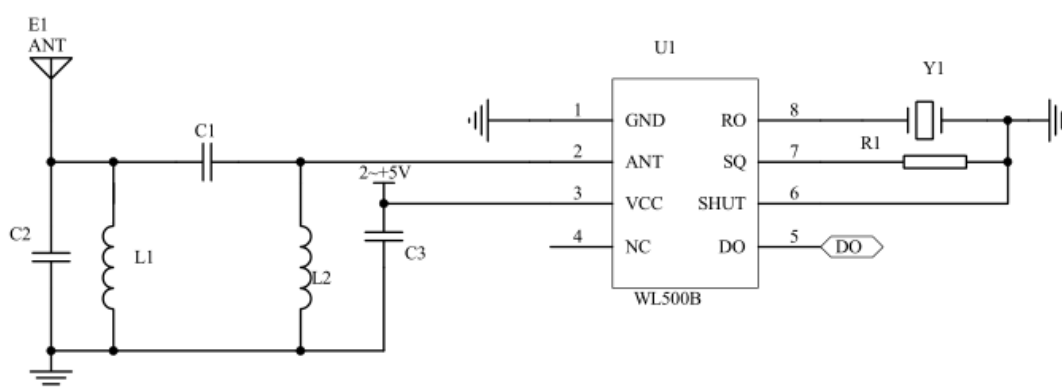 E1
ANT
U1
Y1
C1
1 GND RO 8
R1
2 ANT SQ 7
2~+5V
3 VCC SHUT 6
C2
L1
L2
C3
4 NC DO 5 DO
WL500B